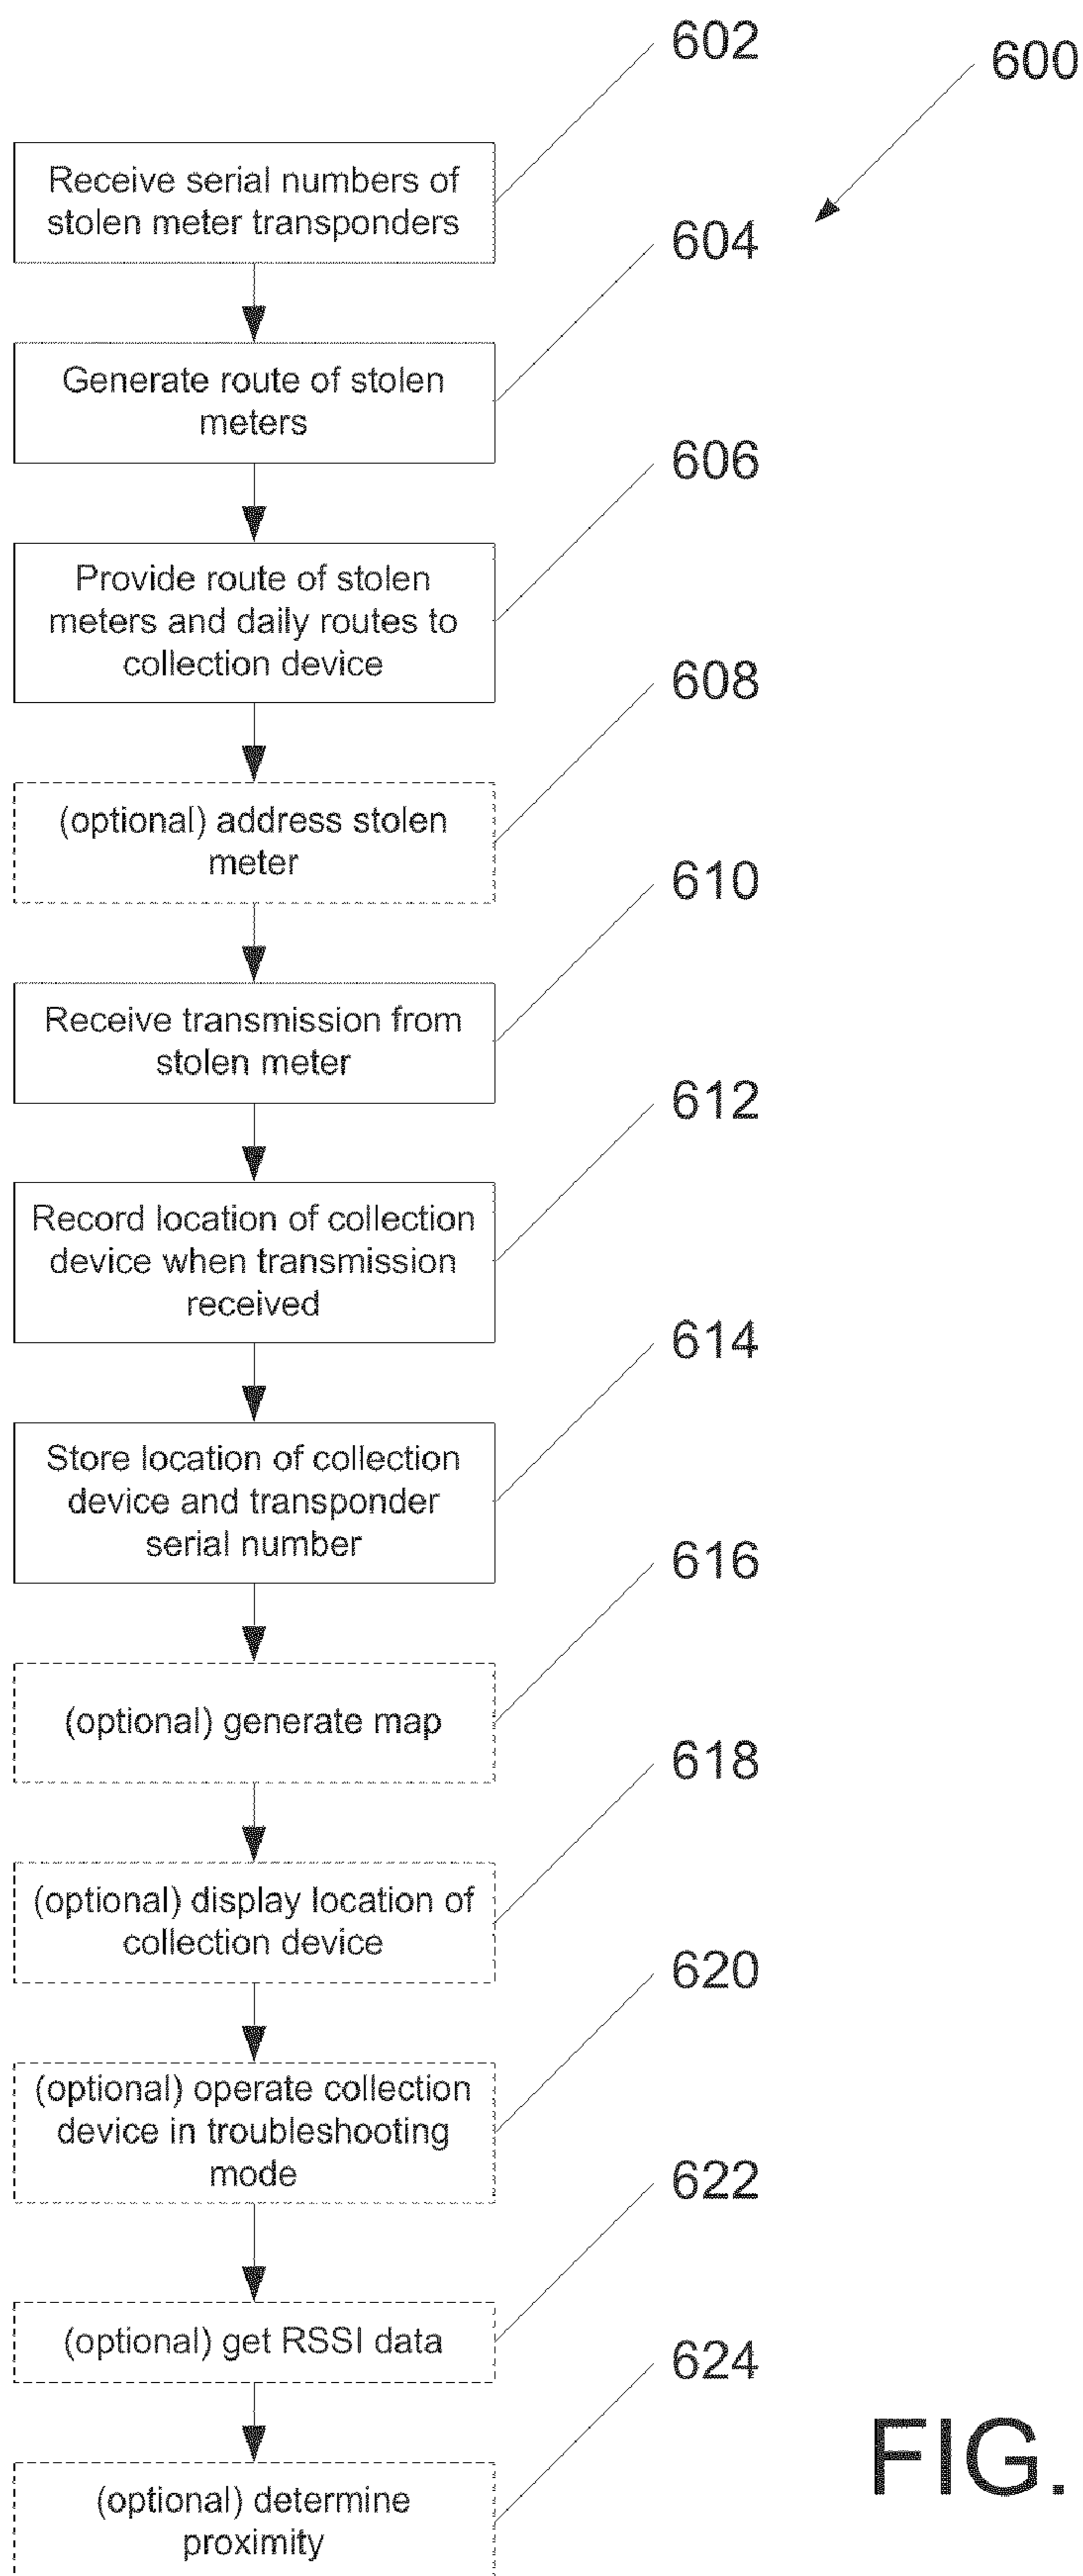 602
600
Receive serial numbers of
stolen meter transponders
604
Generate route of stolen
meters
606
Provide route of stolen
meters and daily routes to
collection device
608
(optional) address stolen
meter
610
Receive transmission from
stolen meter
612
Record location of collection
device when transmission
received
614
Store location of collection
device and transponder
serial number
616
(optional) generate map
618
(optional) display location of
collection device
620
(optional) operate collection
device in troubleshooting
mode
622
(optional) get RSSI data
624
(optional) determine
proximity
FIG.